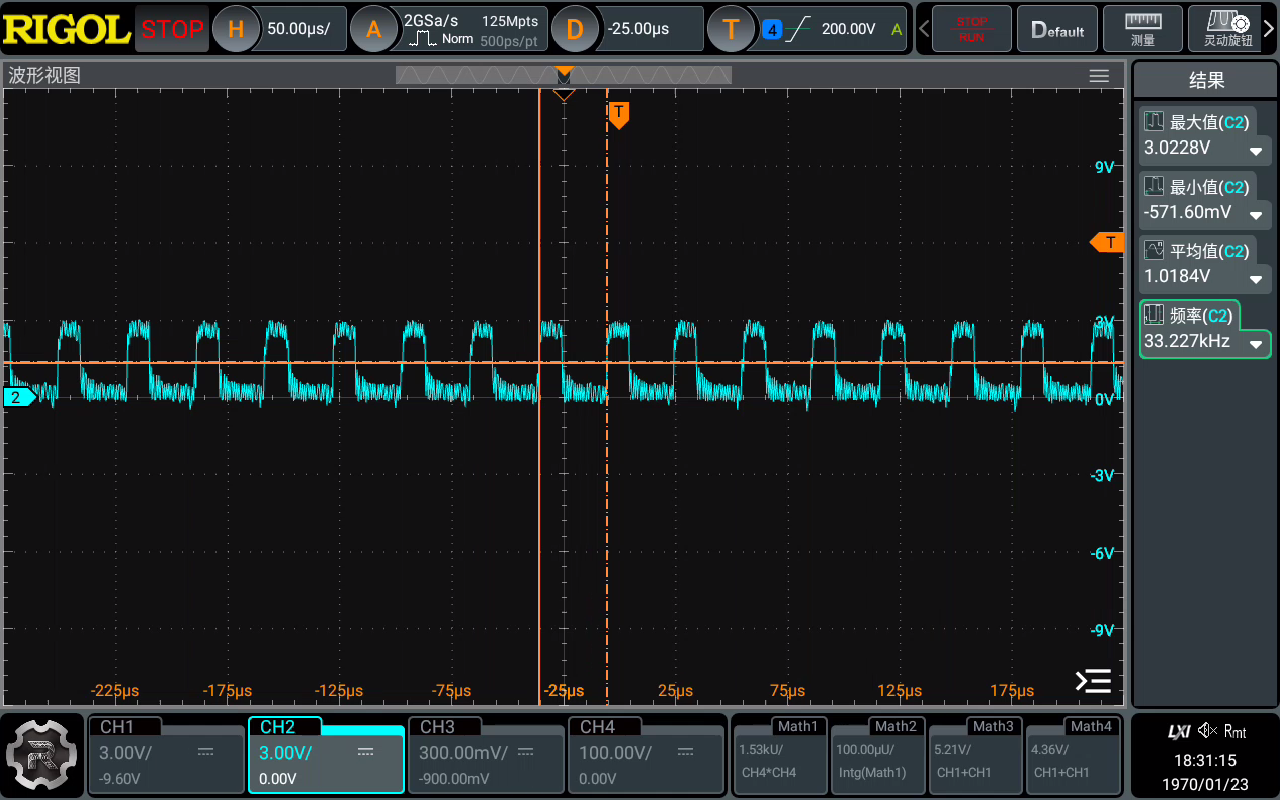 RIGOL STOP H 50.00µs/ A 2GSa/s Norm 125Mpts 500ps/pt D -25.00µs T 4 200.00V A STOP RUN Default 测量 灵动旋钮
波形视图
结果
T
最大值(C2)
3.0228V
9V
最小值(C2)
-571.60mV
T
平均值(C2)
1.0184V
3V
频率(C2)
33.227kHz
2
0V
-3V
-6V
-9V
-225µs -175µs -125µs -75µs -25µs 25µs 75µs 125µs 175µs
CH1 CH2 CH3 CH4 Math1 Math2 Math3 Math4
3.00V/ 3.00V/ 300.00mV/ 100.00V/ 1.53kU/ 100.00µU/ 5.21V/ 4.36V/
-9.60V 0.00V -900.00mV 0.00V CH4*CH4 Intg(Math1) CH1+CH1 CH1+CH1
R
LXI Rmt
18:31:15
1970/01/23